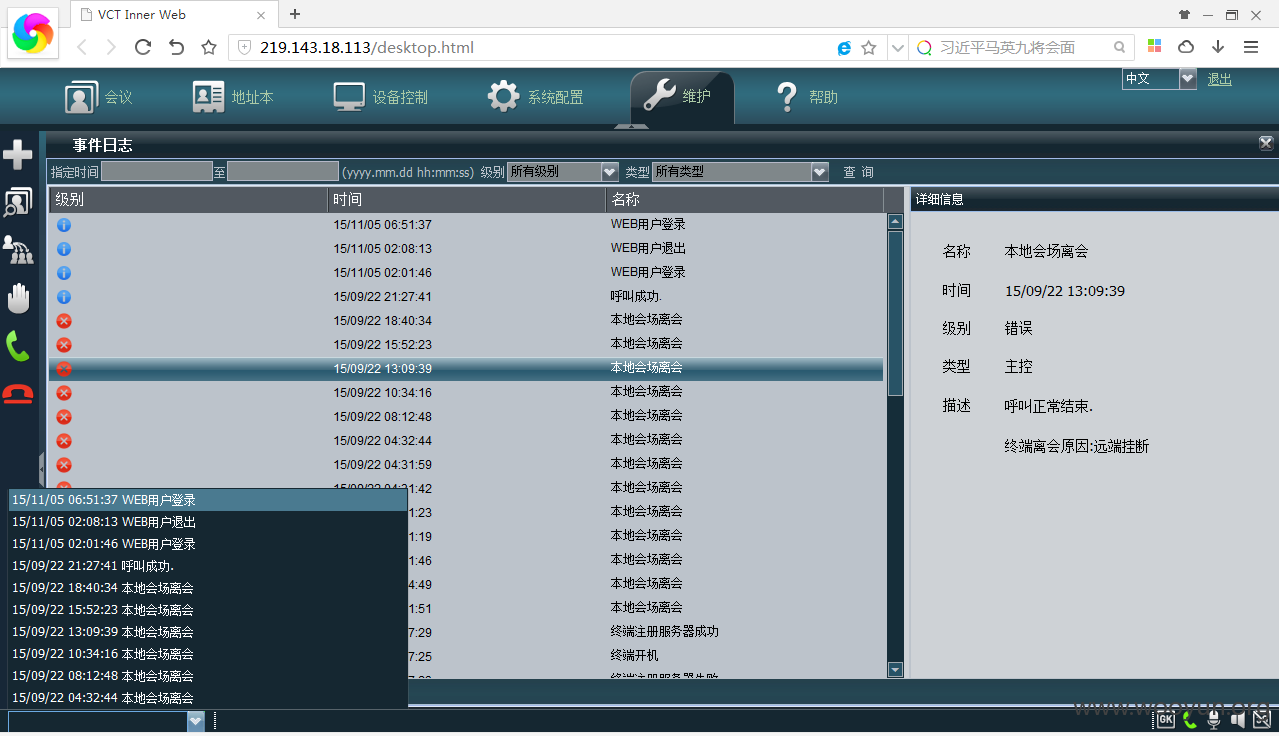 VCT Inner Web
219.143.18.113/desktop.html
习近平马英九将会面
会议
地址本
设备控制
系统配置
维护
帮助
中文
退出
事件日志
指定时间 至 (yyyy.mm.dd hh:mm:ss) 级别 所有级别 类型 所有类型 查 询
级别 时间 名称
15/11/05 06:51:37 WEB用户登录
15/11/05 02:08:13 WEB用户退出
15/11/05 02:01:46 WEB用户登录
15/09/22 21:27:41 呼叫成功.
15/09/22 18:40:34 本地会场离会
15/09/22 15:52:23 本地会场离会
15/09/22 13:09:39 本地会场离会
15/09/22 10:34:16 本地会场离会
15/09/22 08:12:48 本地会场离会
15/09/22 04:32:44 本地会场离会
15/09/22 04:31:59 本地会场离会
15/09/22 04:31:42 本地会场离会
1:23 本地会场离会
1:19 本地会场离会
1:46 本地会场离会
4:49 本地会场离会
1:51 本地会场离会
7:29 终端注册服务器成功
7:25 终端开机
终端注册服务器失败
详细信息
名称 本地会场离会
时间 15/09/22 13:09:39
级别 错误
类型 主控
描述 呼叫正常结束.
终端离会原因:远端挂断
15/11/05 06:51:37 WEB用户登录
15/11/05 02:08:13 WEB用户退出
15/11/05 02:01:46 WEB用户登录
15/09/22 21:27:41 呼叫成功.
15/09/22 18:40:34 本地会场离会
15/09/22 15:52:23 本地会场离会
15/09/22 13:09:39 本地会场离会
15/09/22 10:34:16 本地会场离会
15/09/22 08:12:48 本地会场离会
15/09/22 04:32:44 本地会场离会
www.wooyun.org
GK